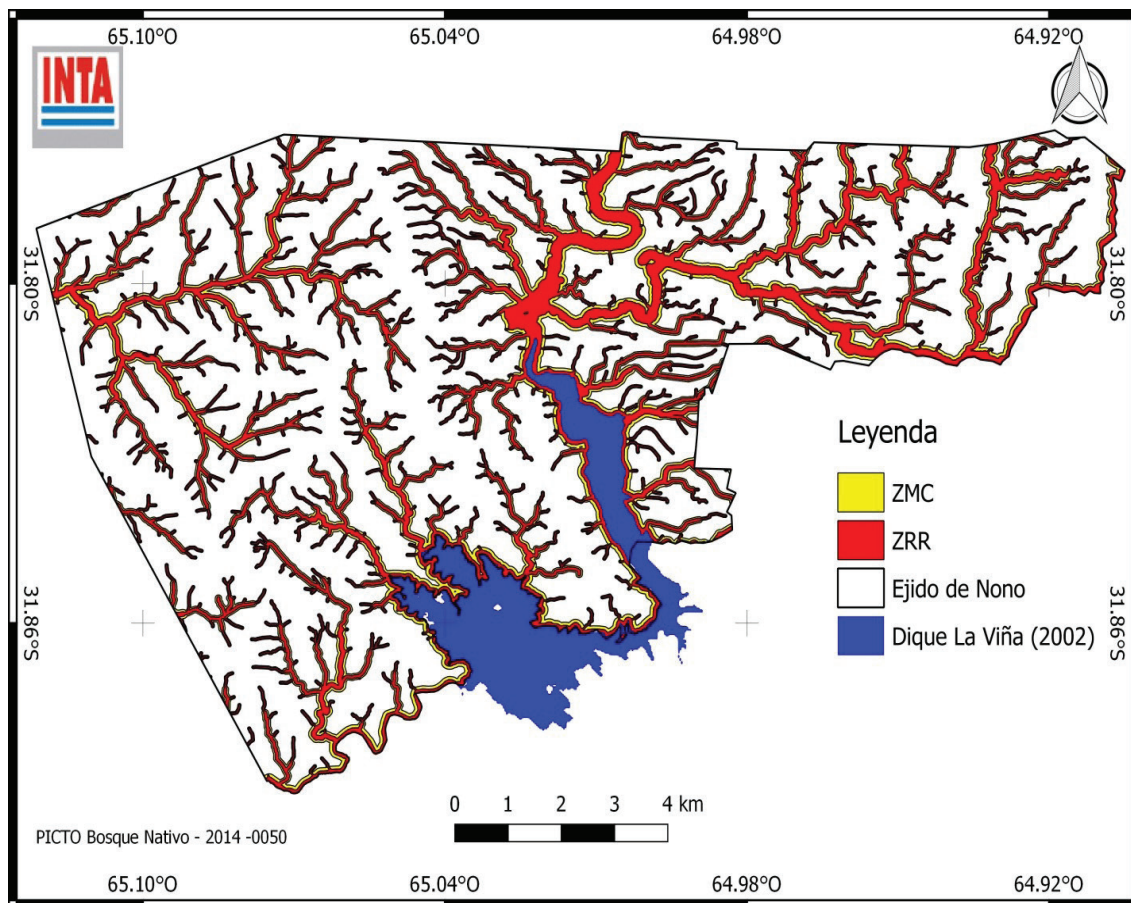 65.10°O 65.04°O 64.98°O 64.92°O
INTA
31.80°S
31.80°S
Leyenda
ZMC
ZRR
Ejido de Nono
Dique La Viña (2002)
31.86°S
31.86°S
0 1 2 3 4 km
PICTO Bosque Nativo - 2014 -0050
65.10°O 65.04°O 64.98°O 64.92°O